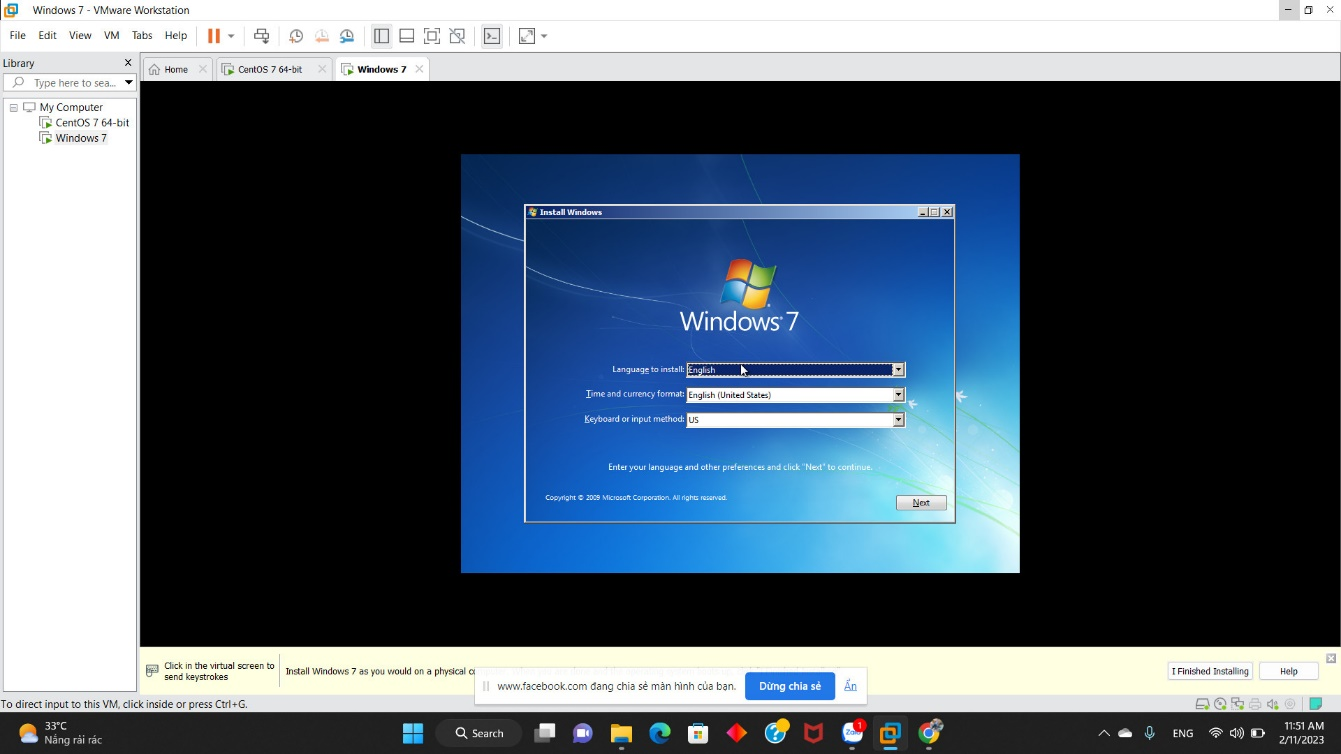 Windows 7 - VMware Workstation
File Edit View VM Tabs Help
Library
Home CentOS 7 64-bit Windows 7
Type here to sea...
My Computer
CentOS 7 64-bit
Windows 7
Install Windows
Windows 7
Language to install: English
Time and currency format: English (United States)
Keyboard or input method: US
Enter your language and other preferences and click "Next" to continue.
Copyright © 2009 Microsoft Corporation. All rights reserved.
Next
Click in the virtual screen to
send keystrokes
Install Windows 7 as you would on a physical
I Finished Installing Help
www.facebook.com đang chia sẻ màn hình của bạn. Dừng chia sẻ Ẩn
To direct input to this VM, click inside or press Ctrl+G.
33°C
Nắng rải rác
Search
Zalo
1
ENG
11:51 AM
2/11/2023